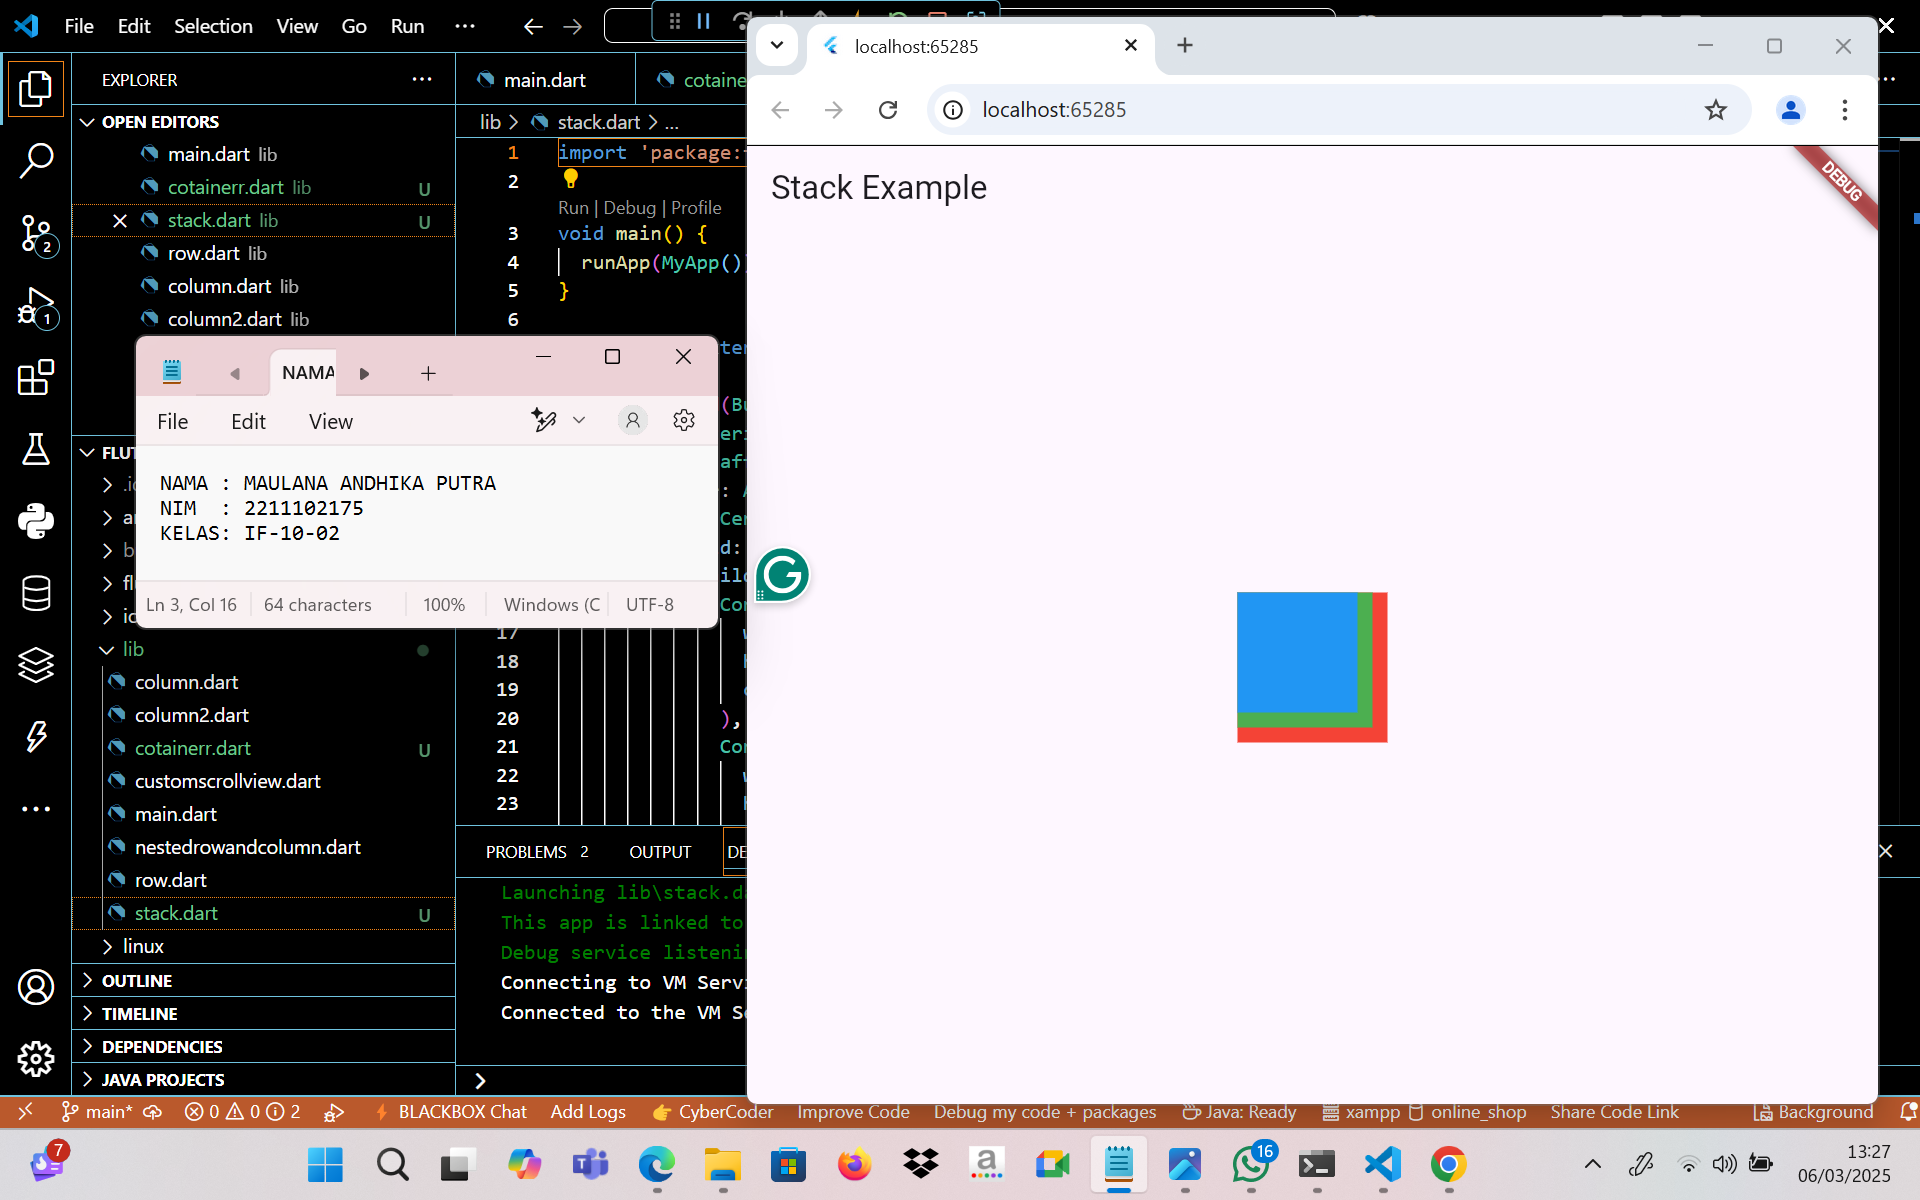 File Edit Selection View Go Run
localhost:65285
EXPLORER
main.dart
localhost:65285
OPEN EDITORS
lib > stack.dart > ...
main.dart lib
cotainerr.dart lib U
stack.dart lib U
row.dart lib
column.dart lib
column2.dart lib
1 import 'package:
2
Run | Debug | Profile
3 void main() {
4 runApp(MyApp()
5 }
6
Stack Example
DEBUG
NAMA
File Edit View
NAMA : MAULANA ANDHIKA PUTRA
NIM : 2211102175
KELAS: IF-10-02
Ln 3, Col 16 64 characters 100% Windows (C UTF-8
lib
column.dart
column2.dart
cotainerr.dart U
customscrollview.dart
main.dart
nestedrowandcolumn.dart
row.dart
stack.dart U
linux
OUTLINE
TIMELINE
DEPENDENCIES
JAVA PROJECTS
17
18
19
20 ),
21
22
23
PROBLEMS 2 OUTPUT
Launching lib\stack.d
This app is linked to
Debug service listenin
Connecting to VM Servi
Connected to the VM S
main* 0 0 2 BLACKBOX Chat Add Logs CyberCoder Improve Code Debug my code + packages Java: Ready xampp online_shop Share Code Link Background
7
16
13:27
06/03/2025